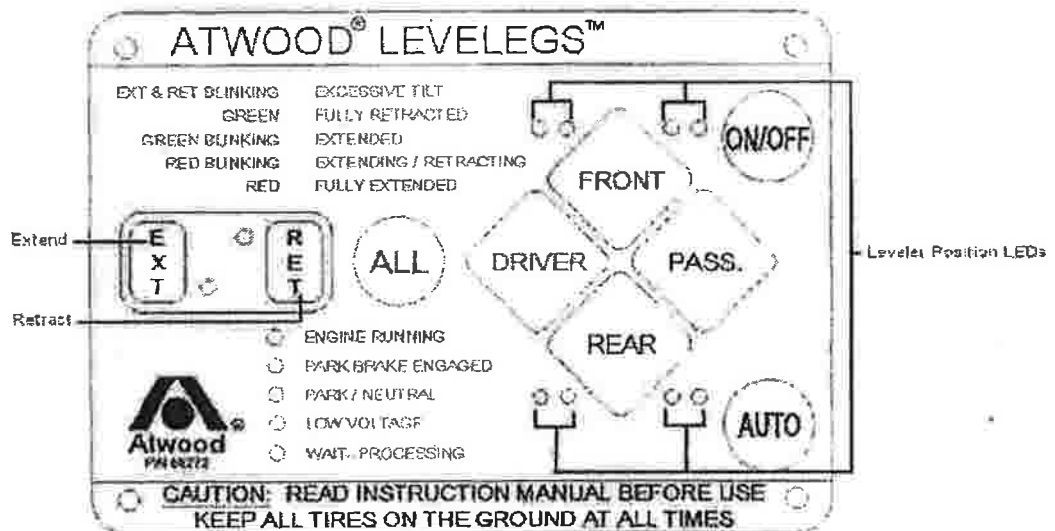 ATWOOD® LEVELEGS™
EXT & RET BLINKING EXCESSIVE TILT
GREEN FULLY RETRACTED
GREEN BLINKING EXTENDED
RED BLINKING EXTENDING / RETRACTING
RED FULLY EXTENDED
ON/OFF
FRONT
Extend
EXT
RET
ALL
DRIVER
PASS.
Leveler Position LEDs
Retract
REAR
ENGINE RUNNING
PARK BRAKE ENGAGED
PARK / NEUTRAL
LOW VOLTAGE
WAIT - PROCESSING
AUTO
Atwood®
P/N 66272
CAUTION: READ INSTRUCTION MANUAL BEFORE USE
KEEP ALL TIRES ON THE GROUND AT ALL TIMES